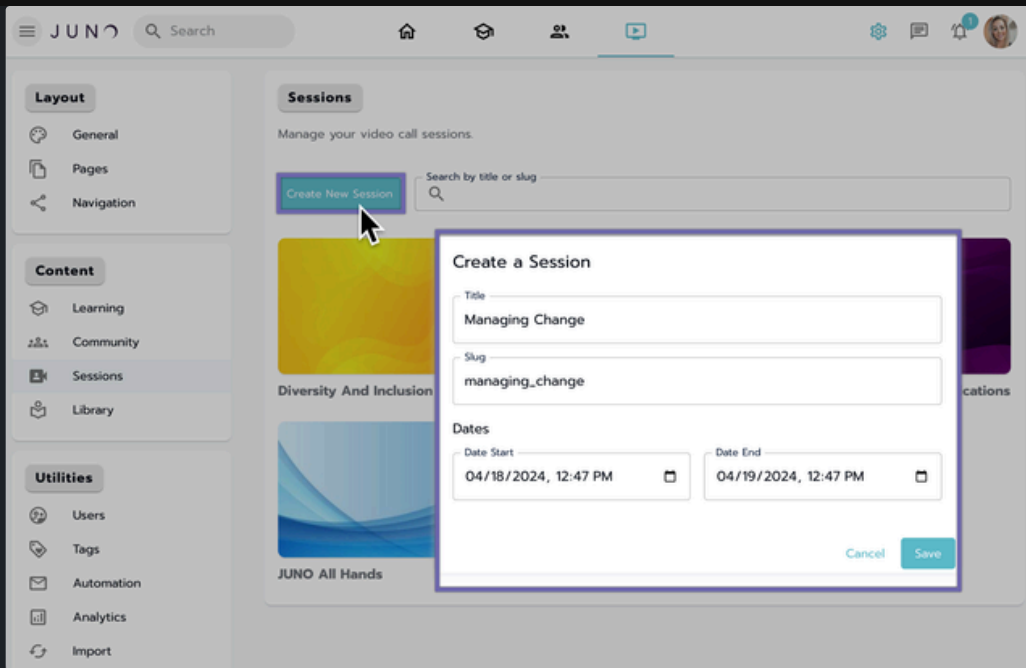 JUNO
Search
1
Layout
General
Pages
Navigation
Content
Learning
Community
Sessions
Library
Utilities
Users
Tags
Automation
Analytics
Import
Sessions
Manage your video call sessions.
Create New Session
Search by title or slug
Diversity And Inclusion
cations
JUNO All Hands
Create a Session
Title
Managing Change
Slug
managing_change
Dates
Date Start
04/18/2024, 12:47 PM
Date End
04/19/2024, 12:47 PM
Cancel
Save